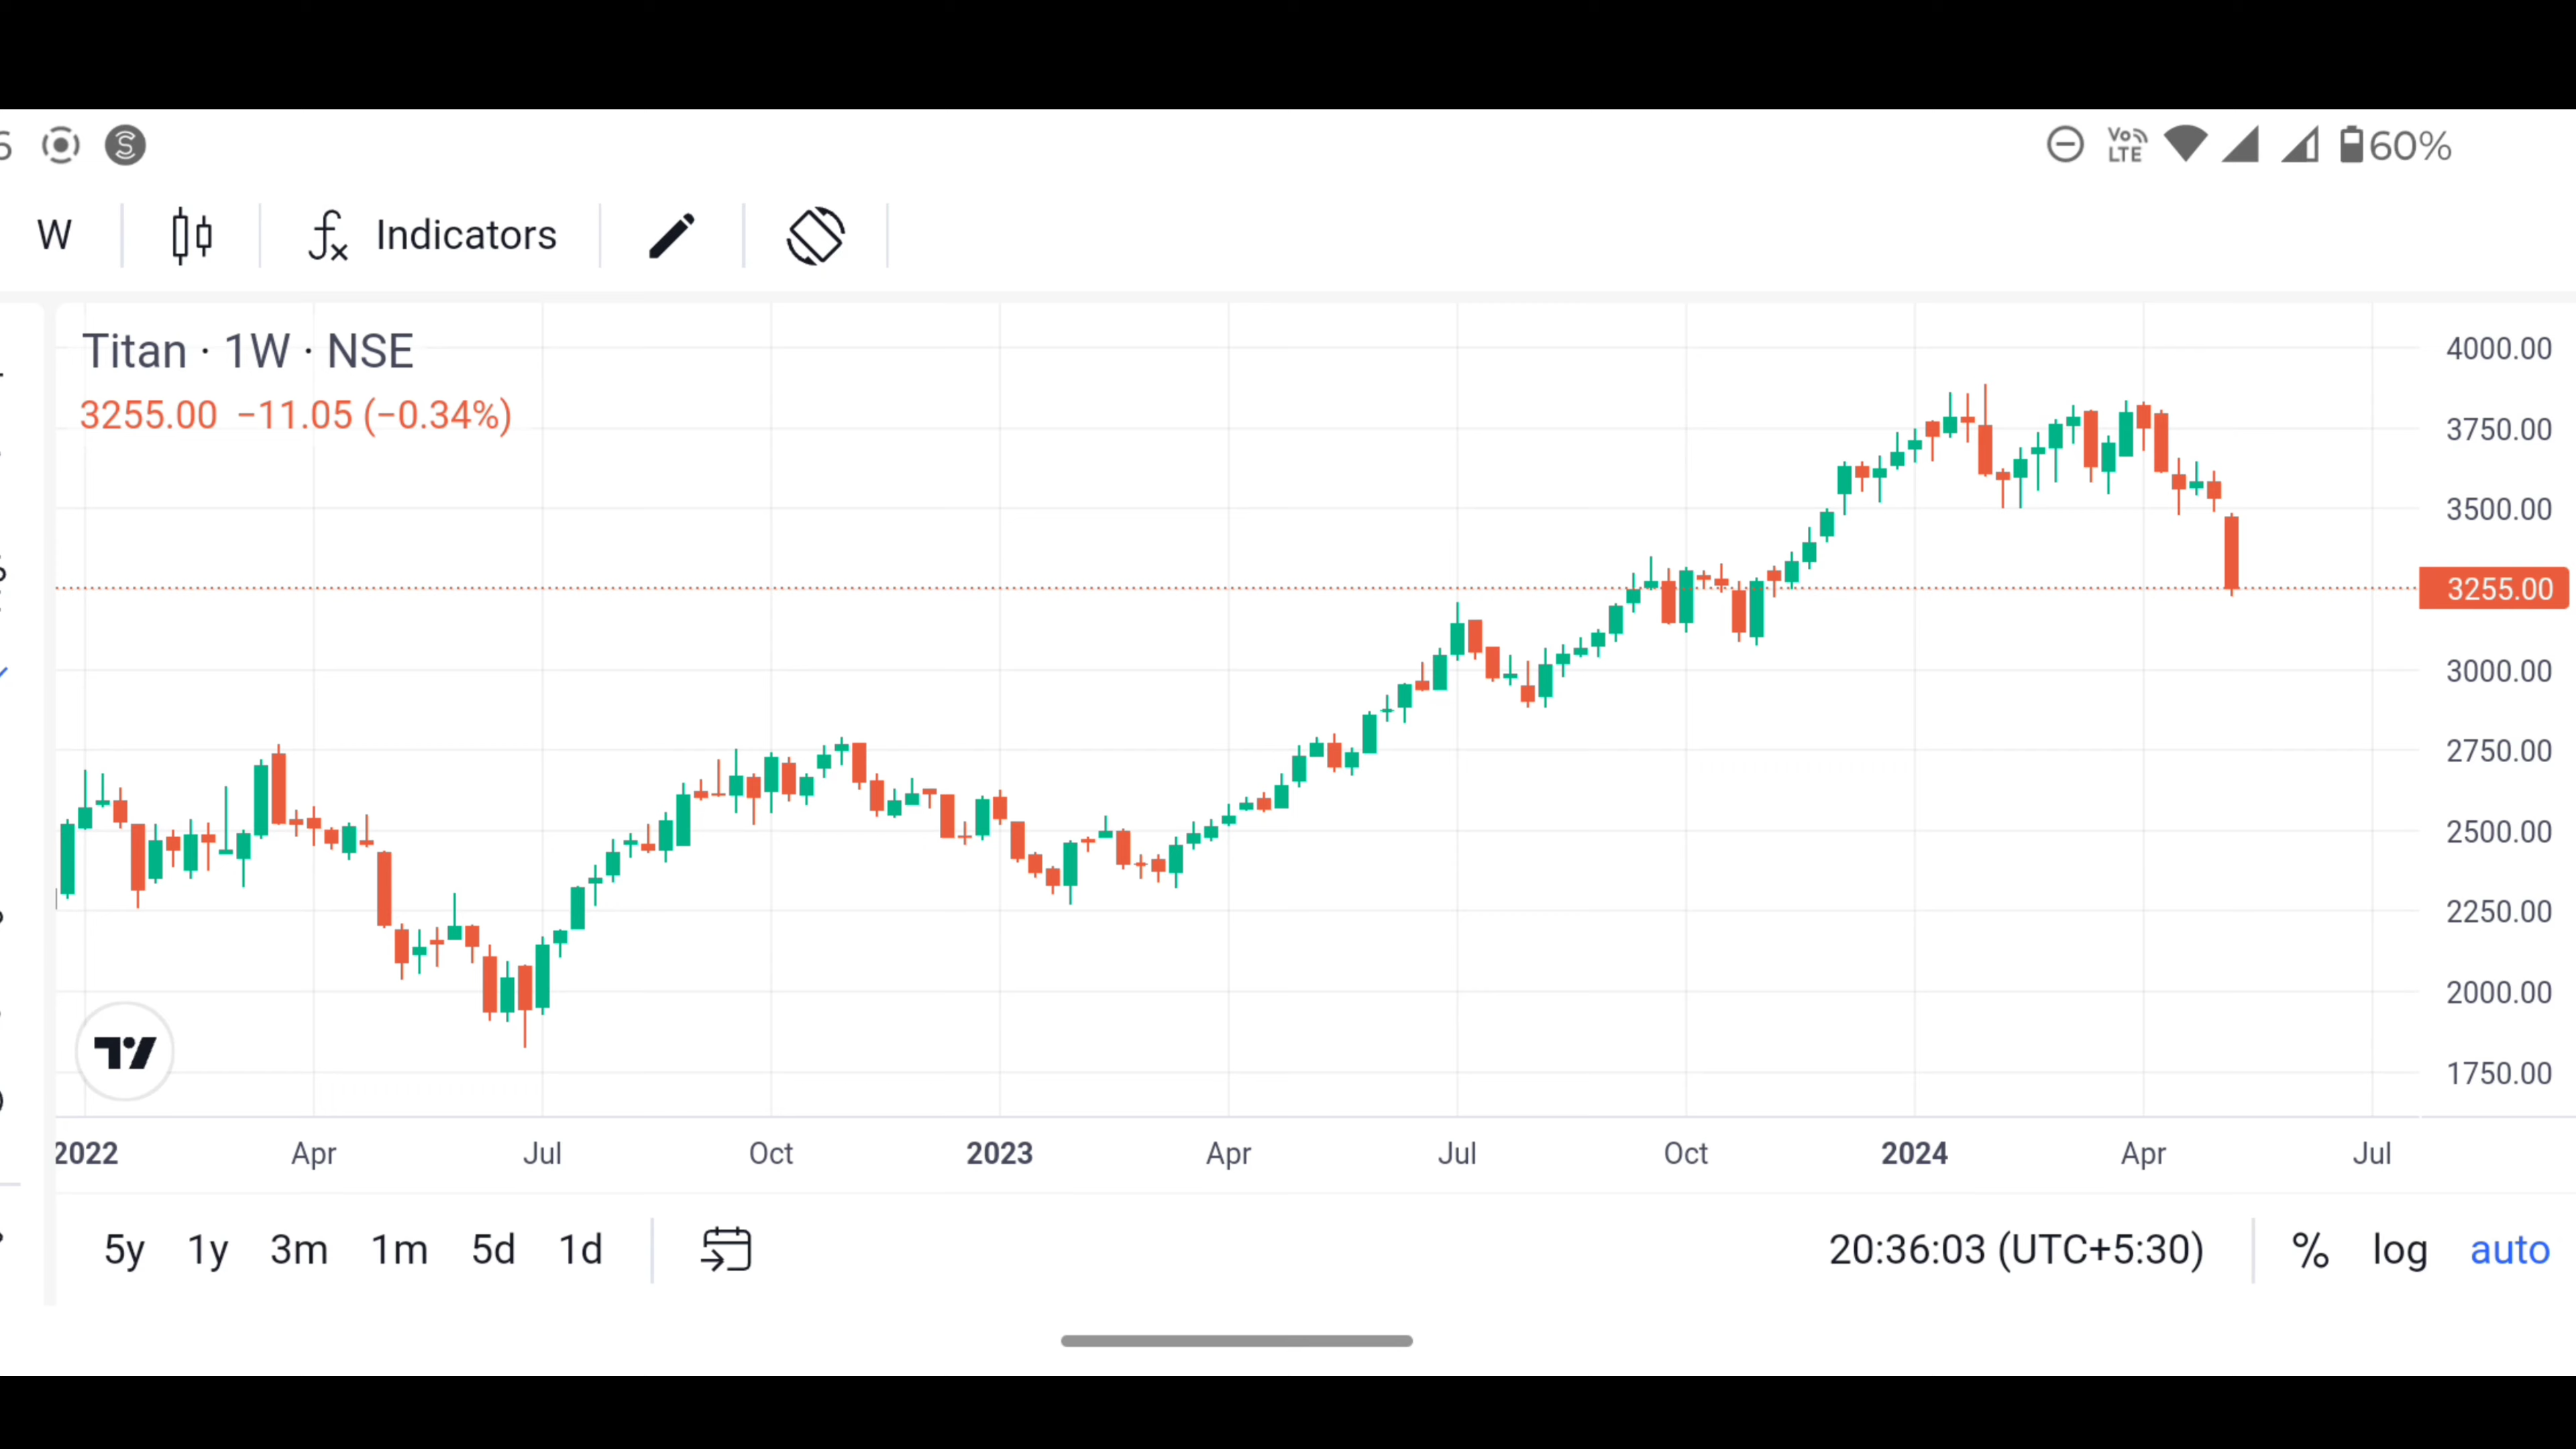 Vo LTE 60%
W Indicators
Titan · 1W · NSE
3255.00 −11.05 (−0.34%)
4000.00
3750.00
3500.00
3255.00
3000.00
2750.00
2500.00
2250.00
2000.00
1750.00
2022 Apr Jul Oct 2023 Apr Jul Oct 2024 Apr Jul
5y 1y 3m 1m 5d 1d 20:36:03 (UTC+5:30) % log auto